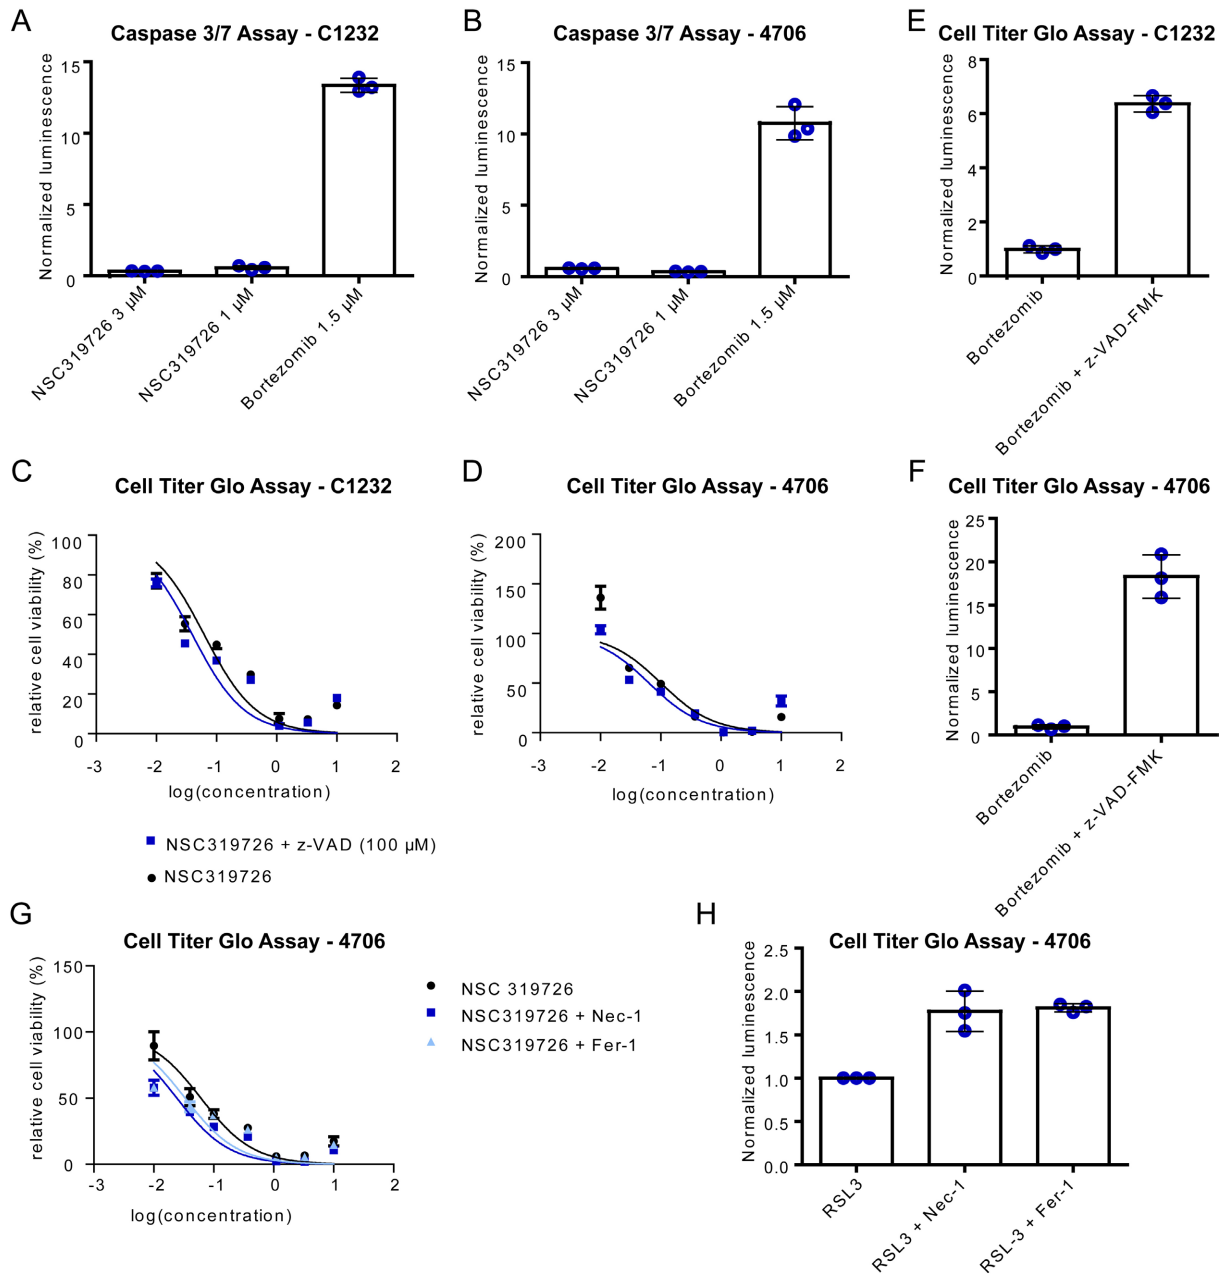 A
Caspase 3/7 Assay - C1232
Normalized luminescence
15
10
5
0
NSC319726 3 µM
NSC319726 1 µM
Bortezomib 1.5 µM
B
Caspase 3/7 Assay - 4706
Normalized luminescence
15
10
5
0
NSC319726 3 µM
NSC319726 1 µM
Bortezomib 1.5 µM
E
Cell Titer Glo Assay - C1232
Normalized luminescence
8
6
4
2
0
Bortezomib
Bortezomib + z-VAD-FMK
C
Cell Titer Glo Assay - C1232
relative cell viability (%)
100
80
60
40
20
0
-3 -2 -1 0 1 2
log(concentration)
NSC319726 + z-VAD (100 µM)
NSC319726
D
Cell Titer Glo Assay - 4706
relative cell viability (%)
200
150
100
50
0
-3 -2 -1 0 1 2
log(concentration)
F
Cell Titer Glo Assay - 4706
Normalized luminescence
25
20
15
10
5
0
Bortezomib
Bortezomib + z-VAD-FMK
G
Cell Titer Glo Assay - 4706
relative cell viability (%)
150
100
50
0
-3 -2 -1 0 1 2
log(concentration)
NSC 319726
NSC319726 + Nec-1
NSC319726 + Fer-1
H
Cell Titer Glo Assay - 4706
Normalized luminescence
2.5
2.0
1.5
1.0
0.5
0.0
RSL3
RSL3 + Nec-1
RSL-3 + Fer-1